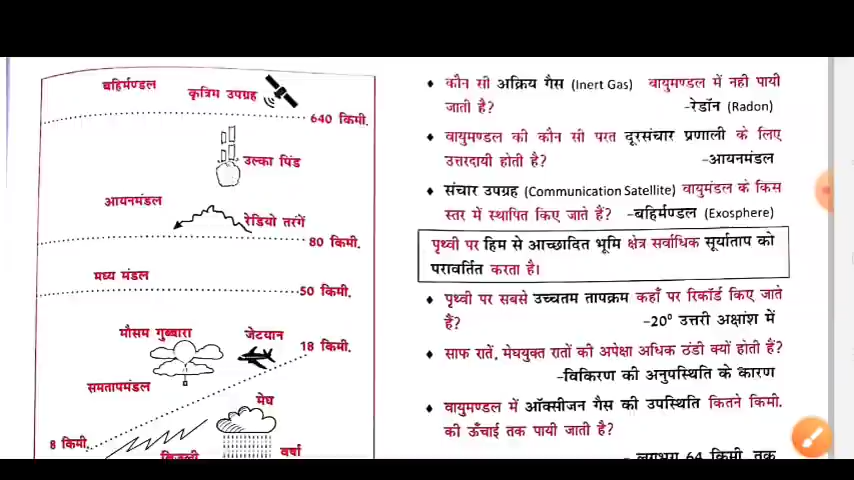 बहिर्मण्डल
कृत्रिम उपग्रह
640 किमी.
उल्का पिंड
आयनमंडल
रेडियो तरंगें
80 किमी.
मध्य मंडल
50 किमी.
मौसम गुब्बारा
जेटयान
18 किमी.
समतापमंडल
मेघ
8 किमी.
बिजली
वर्षा
♦ कौन सी अक्रिय गैस (Inert Gas) वायुमण्डल में नही पायी
जाती है? -रेडॉन (Radon)
♦ वायुमण्डल की कौन सी परत दूरसंचार प्रणाली के लिए
उत्तरदायी होती है? -आयनमंडल
♦ संचार उपग्रह (Communication Satellite) वायुमंडल के किस
स्तर में स्थापित किए जाते हैं? -बहिर्मण्डल (Exosphere)
पृथ्वी पर हिम से आच्छादित भूमि क्षेत्र सर्वाधिक सूर्याताप को
परावर्तित करता है।
♦ पृथ्वी पर सबसे उच्चतम तापक्रम कहाँ पर रिकॉर्ड किए जाते
हैं? -20° उत्तरी अक्षांश में
♦ साफ रातें, मेघयुक्त रातों की अपेक्षा अधिक ठंडी क्यों होती हैं?
-विकिरण की अनुपस्थिति के कारण
♦ वायुमण्डल में ऑक्सीजन गैस की उपस्थिति कितने किमी.
की ऊँचाई तक पायी जाती है?
- लगभग 64 किमी. तक